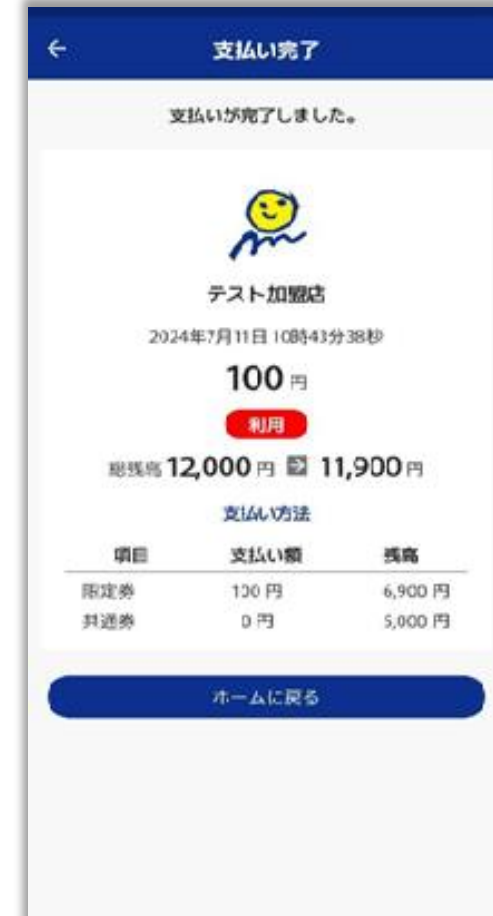 ← 支払い完了
支払いが完了しました。
テスト加盟店
2024年7月11日 10時43分38秒
100 円
利用
総残高 12,000 円 → 11,900 円
支払い方法
項目 支払い額 残高
限定券 100 円 6,900 円
共通券 0 円 5,000 円
ホームに戻る